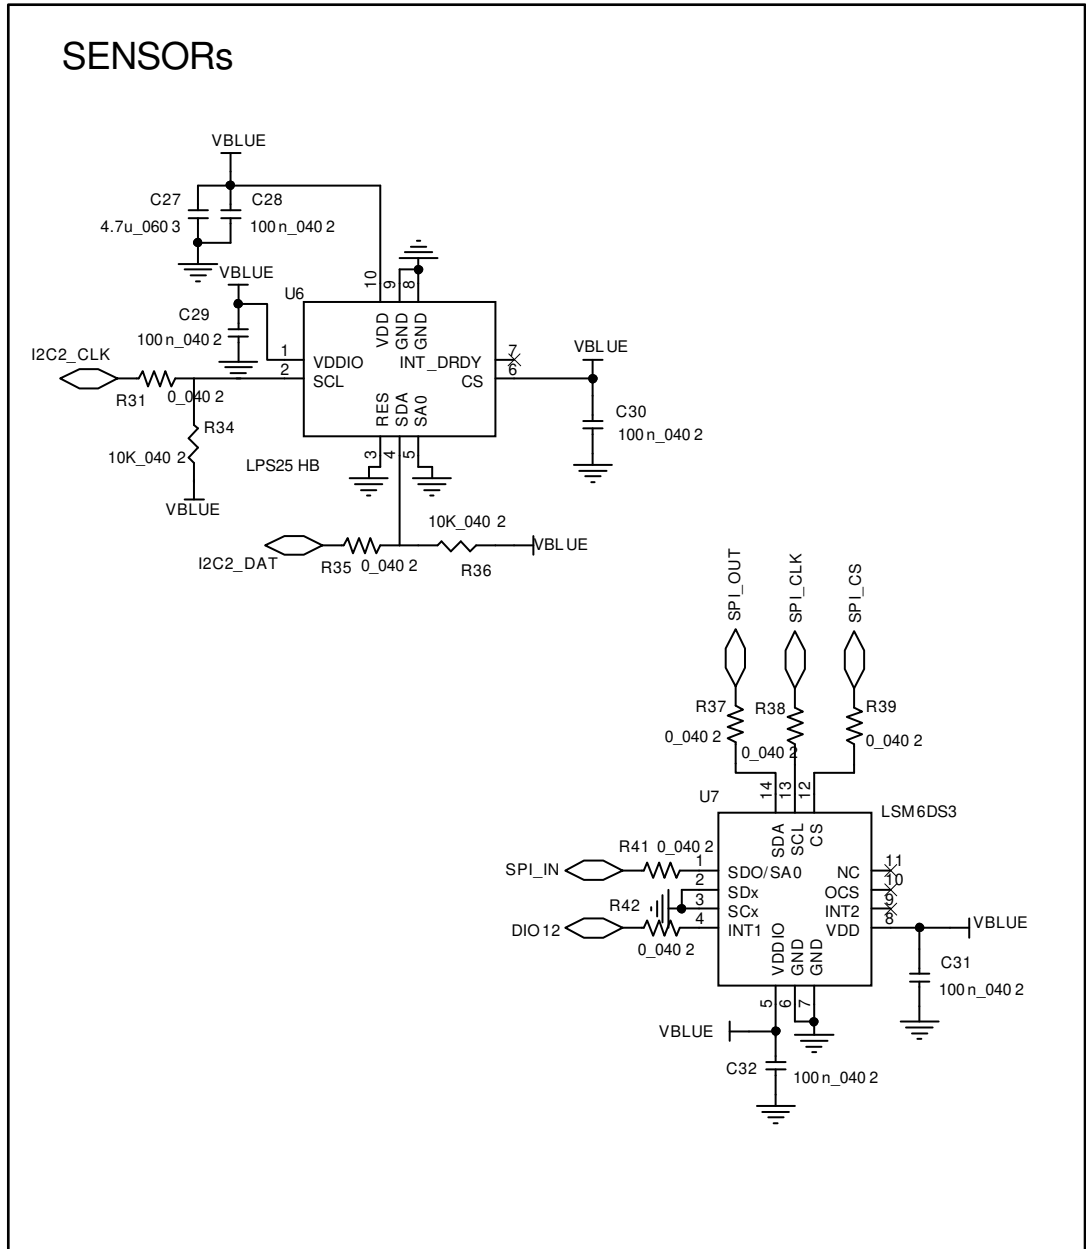 SENSORs
VBLUE
C27
4.7u_0603
C28
100n_0402
VBLUE
C29
100n_0402
U6
10
9
8
VDD
GND
GND
1
VDDIO
2
SCL
INT_DRDY
7
CS
6
RES
SDA
SA0
3
4
5
LPS25HB
VBLUE
C30
100n_0402
I2C2_CLK
R31
0_0402
R34
10K_0402
VBLUE
I2C2_DAT
R35
0_0402
10K_0402
R36
VBLUE
SPI_OUT
SPI_CLK
SPI_CS
R37
0_0402
R38
0_0402
R39
0_0402
U7
14
13
12
LSM6DS3
SDA
SCL
CS
SPI_IN
R41 0_0402
1
SDO/SA0
2
SDx
3
SCx
4
INT1
R42
DIO12
0_0402
NC
11
OCS
10
INT2
9
VDD
8
VDDIO
GND
GND
5
6
7
VBLUE
C31
100n_0402
VBLUE
C32
100n_0402